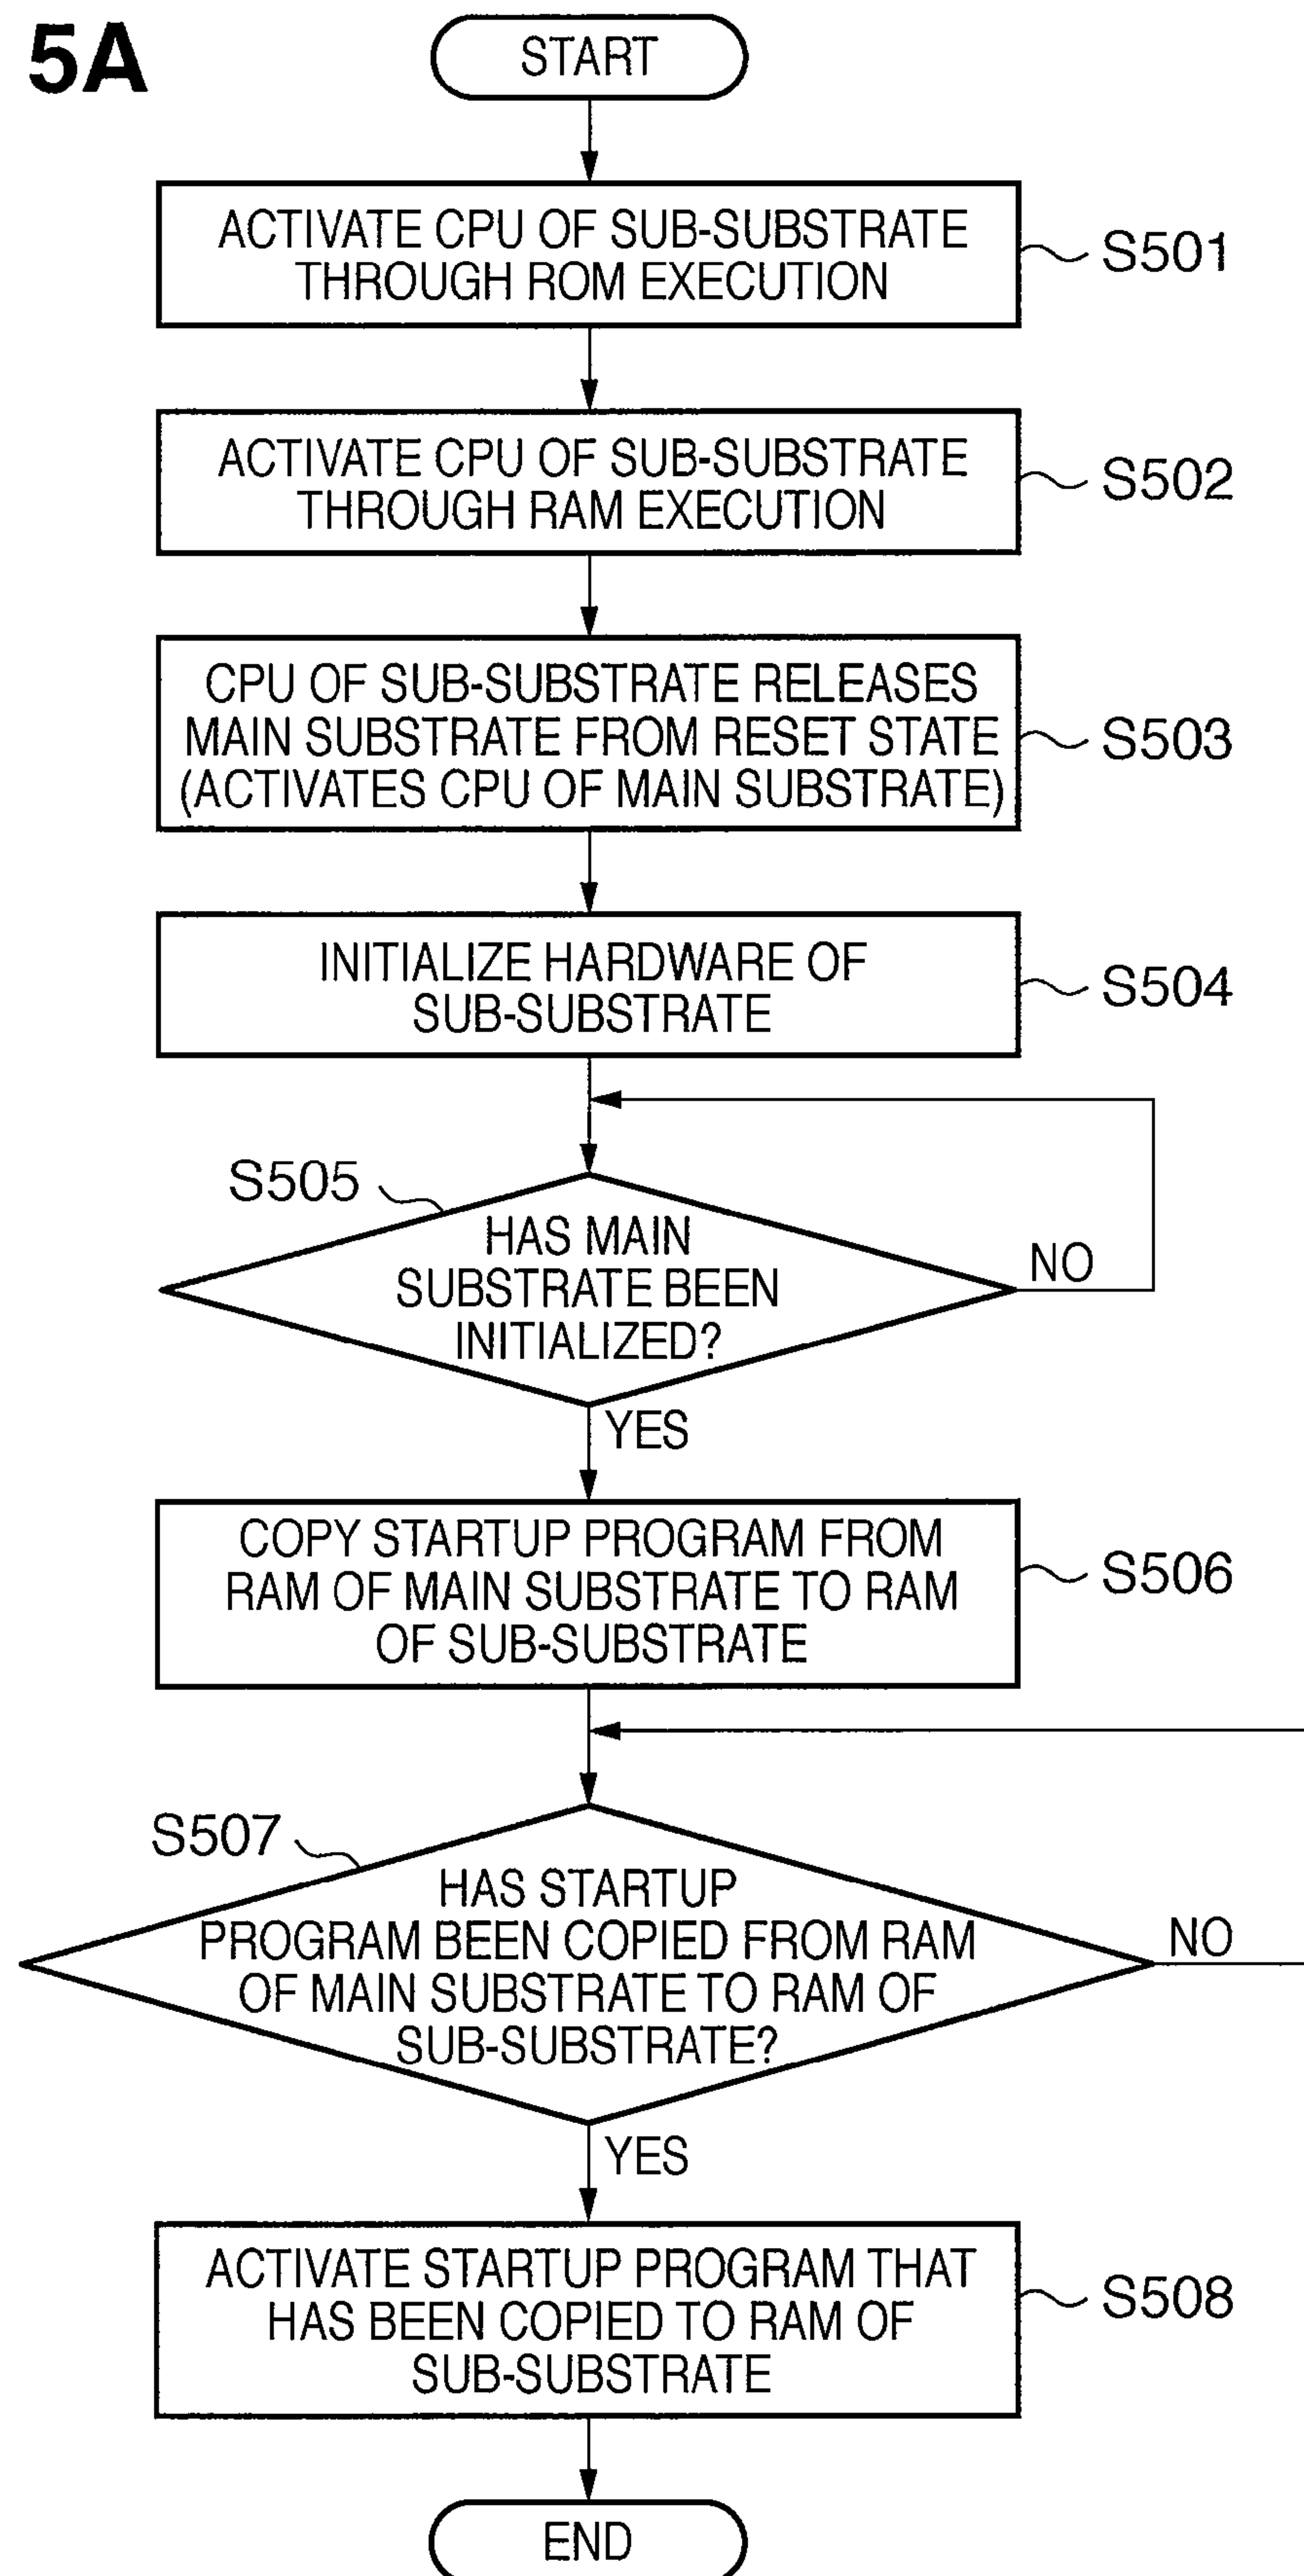 5A
START
ACTIVATE CPU OF SUB-SUBSTRATE
THROUGH ROM EXECUTION
S501
ACTIVATE CPU OF SUB-SUBSTRATE
THROUGH RAM EXECUTION
S502
CPU OF SUB-SUBSTRATE RELEASES
MAIN SUBSTRATE FROM RESET STATE
(ACTIVATES CPU OF MAIN SUBSTRATE)
S503
INITIALIZE HARDWARE OF
SUB-SUBSTRATE
S504
S505
HAS MAIN
SUBSTRATE BEEN
INITIALIZED?
NO
YES
COPY STARTUP PROGRAM FROM
RAM OF MAIN SUBSTRATE TO RAM
OF SUB-SUBSTRATE
S506
S507
HAS STARTUP
PROGRAM BEEN COPIED FROM RAM
OF MAIN SUBSTRATE TO RAM OF
SUB-SUBSTRATE?
NO
YES
ACTIVATE STARTUP PROGRAM THAT
HAS BEEN COPIED TO RAM OF
SUB-SUBSTRATE
S508
END